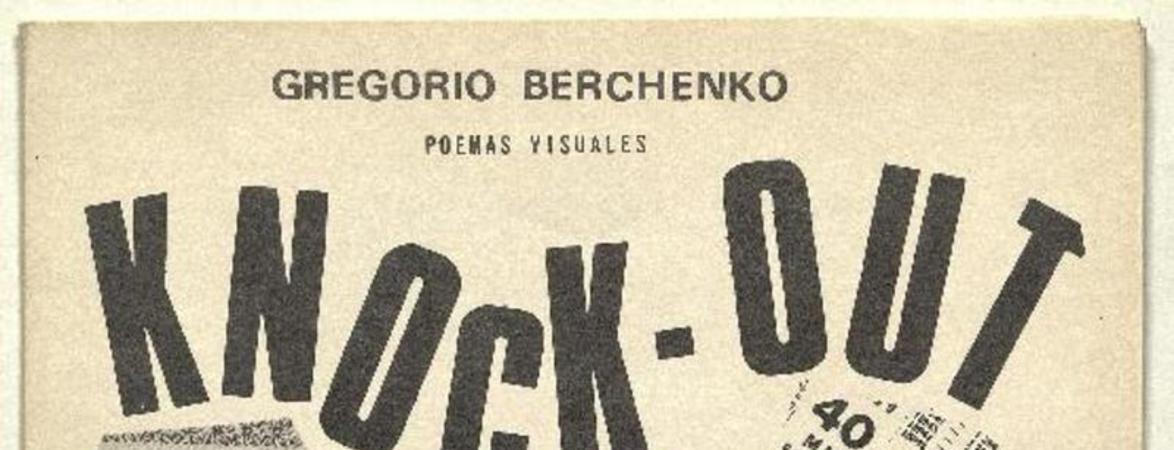 GREGORIO BERCHENKO
POEMAS VISUALES
KNOCK-OUT
40